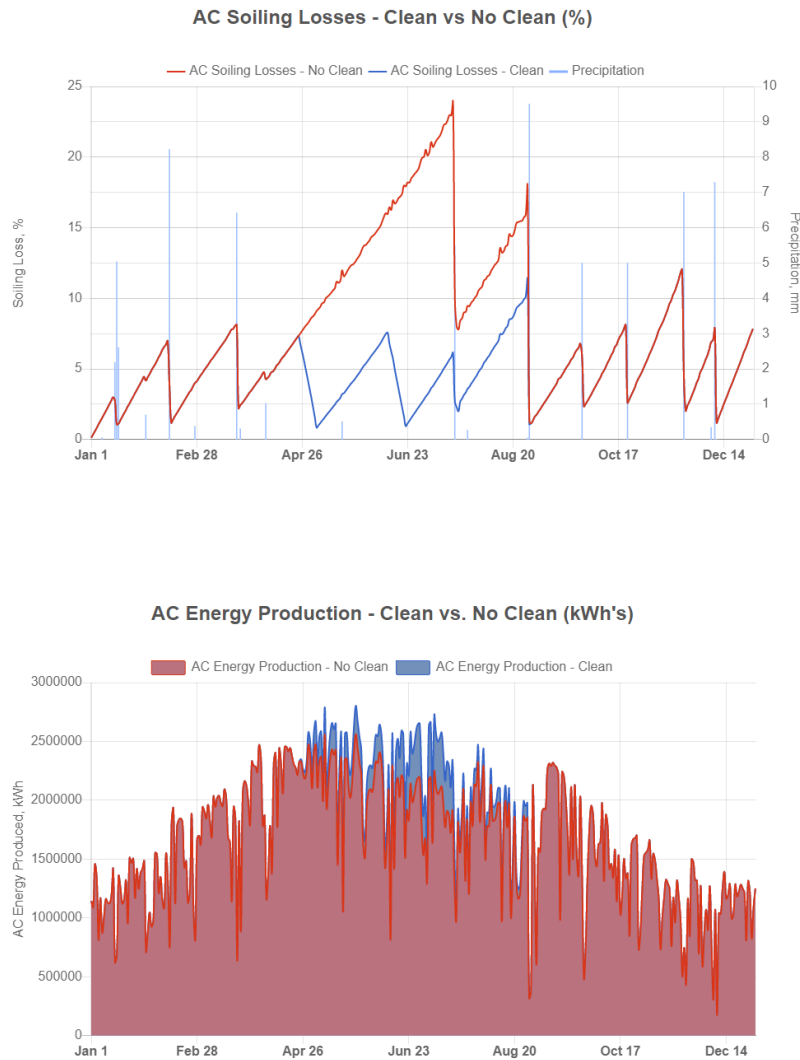 AC Soiling Losses - Clean vs No Clean (%)
AC Soiling Losses - No Clean AC Soiling Losses - Clean Precipitation
25
20
15
10
5
0
Soiling Loss, %
10
9
8
7
6
5
4
3
2
1
0
Precipitation, mm
Jan 1 Feb 28 Apr 26 Jun 23 Aug 20 Oct 17 Dec 14
AC Energy Production - Clean vs. No Clean (kWh's)
AC Energy Production - No Clean AC Energy Production - Clean
3000000
2500000
2000000
1500000
1000000
500000
0
AC Energy Produced, kWh
Jan 1 Feb 28 Apr 26 Jun 23 Aug 20 Oct 17 Dec 14